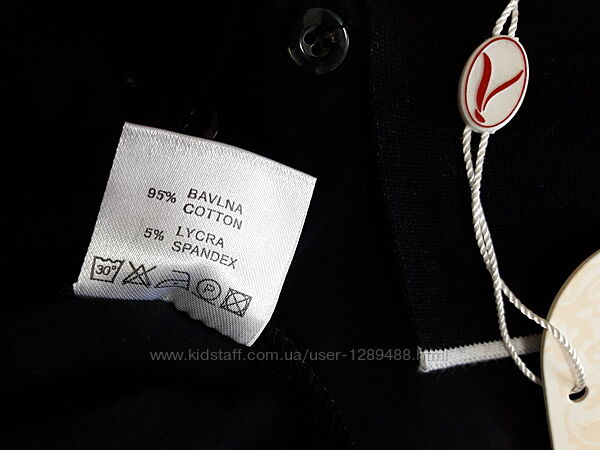 95% BAVLNA
COTTON
5% LYCRA
SPANDEX
30°
P
www.kidstaff.com.ua/user-1289488.html